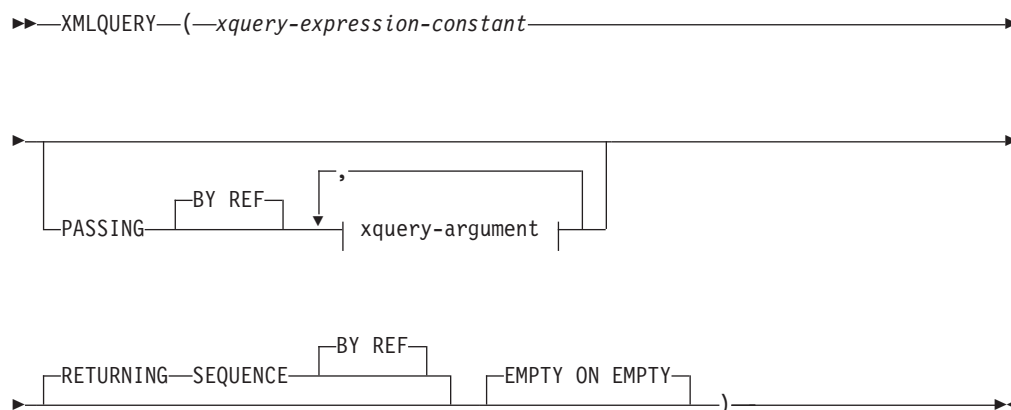 XMLQUERY ( xquery-expression-constant
,
BY REF
PASSING xquery-argument
BY REF
RETURNING SEQUENCE EMPTY ON EMPTY
)